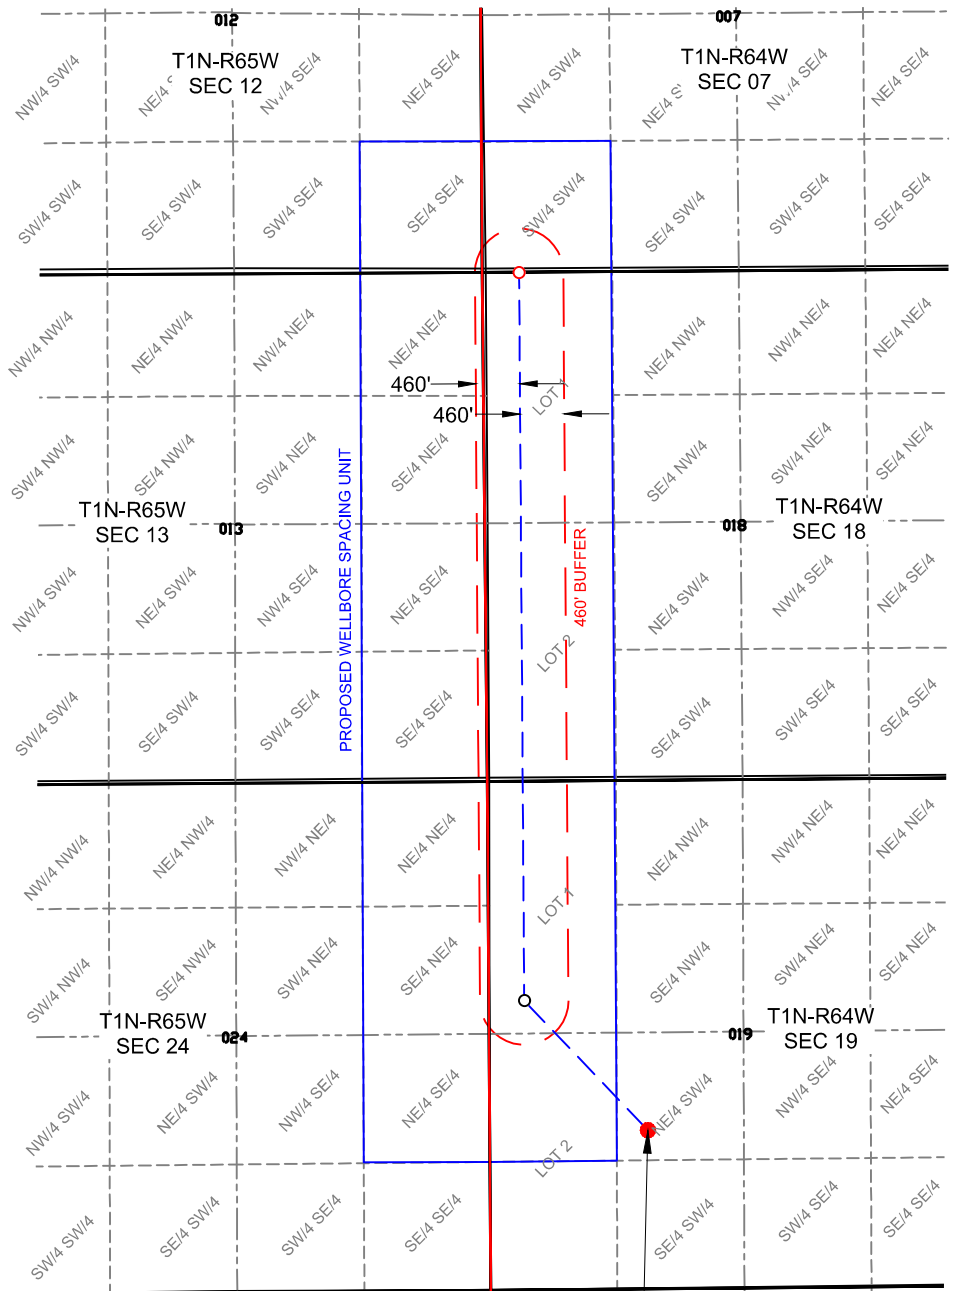 012
007
T1N-R65W
SEC 12
T1N-R64W
SEC 07
NW/4 SW/4
NW/4 SE/4
NE/4 SE/4
NW/4 SW/4
NE/4 S
NE/4 SE/4
SW/4 SW/4
SE/4 SW/4
SW/4 SE/4
SE/4 SE/4
SW/4 SW/4
SE/4 SW/4
SW/4 SE/4
SE/4 SE/4
NW/4 NW/4
NE/4 NW/4
NW/4 NE/4
NE/4 NE/4
LOT 1
NE/4 NW/4
NW/4 NE/4
NE/4 NE/4
460'
460'
SW/4 NW/4
SE/4 NW/4
SW/4 NE/4
SE/4 NE/4
SE/4 NW/4
SW/4 NE/4
SE/4 NE/4
T1N-R65W
SEC 13
013
PROPOSED WELLBORE SPACING UNIT
460' BUFFER
018
T1N-R64W
SEC 18
NW/4 SW/4
NE/4 SW/4
NW/4 SE/4
NE/4 SE/4
LOT 2
NE/4 SW/4
NW/4 SE/4
NE/4 SE/4
SW/4 SW/4
SE/4 SW/4
SW/4 SE/4
SE/4 SE/4
SE/4 SW/4
SW/4 SE/4
SE/4 SE/4
NW/4 NW/4
NE/4 NW/4
NW/4 NE/4
NE/4 NE/4
LOT 1
NE/4 NW/4
NW/4 NE/4
NE/4 NE/4
SW/4 NW/4
SE/4 NW/4
SW/4 NE/4
SE/4 NE/4
SE/4 NW/4
SW/4 NE/4
SE/4 NE/4
T1N-R65W
SEC 24
024
019
T1N-R64W
SEC 19
NW/4 SW/4
NE/4 SW/4
NW/4 SE/4
NE/4 SE/4
LOT 2
NE/4 SW/4
NW/4 SE/4
NE/4 SE/4
SW/4 SW/4
SE/4 SW/4
SW/4 SE/4
SE/4 SE/4
SE/4 SW/4
SW/4 SE/4
SE/4 SE/4